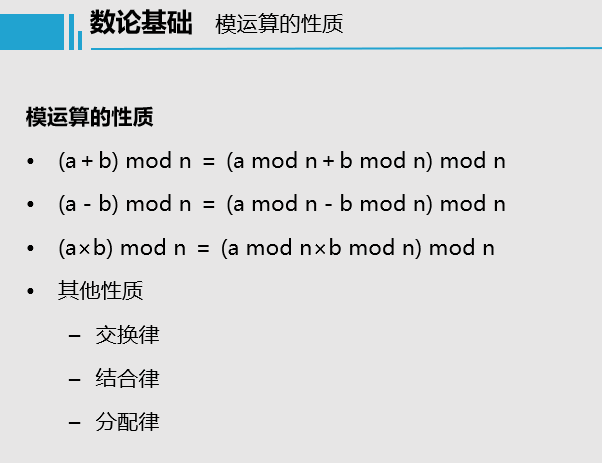 数论基础 模运算的性质
模运算的性质
• (a+b) mod n = (a mod n+b mod n) mod n
• (a-b) mod n = (a mod n-b mod n) mod n
• (a×b) mod n = (a mod n×b mod n) mod n
• 其他性质
– 交换律
– 结合律
– 分配律